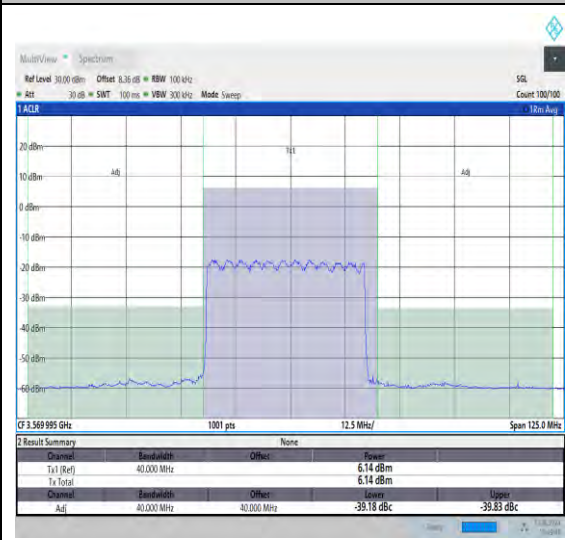 MultiView Spectrum
Ref Level 30.00 dBm Offset 8.36 dB RBW 100 kHz SGL
Att 30 dB SWT 100 ms VBW 300 kHz Mode Sweep Count 100/100
1 ACLR 1Rm Avg
Tx1
Adj Adj
20 dBm
10 dBm
0 dBm
-10 dBm
-20 dBm
-30 dBm
-40 dBm
-50 dBm
-60 dBm
CF 3.569 995 GHz 1001 pts 12.5 MHz/ Span 125.0 MHz
2 Result Summary None
Channel Bandwidth Offset Power
Tx1 (Ref) 40.000 MHz 6.14 dBm
Tx Total 6.14 dBm
Channel Bandwidth Offset Lower Upper
Adj 40.000 MHz 40.000 MHz -39.18 dBc -39.83 dBc